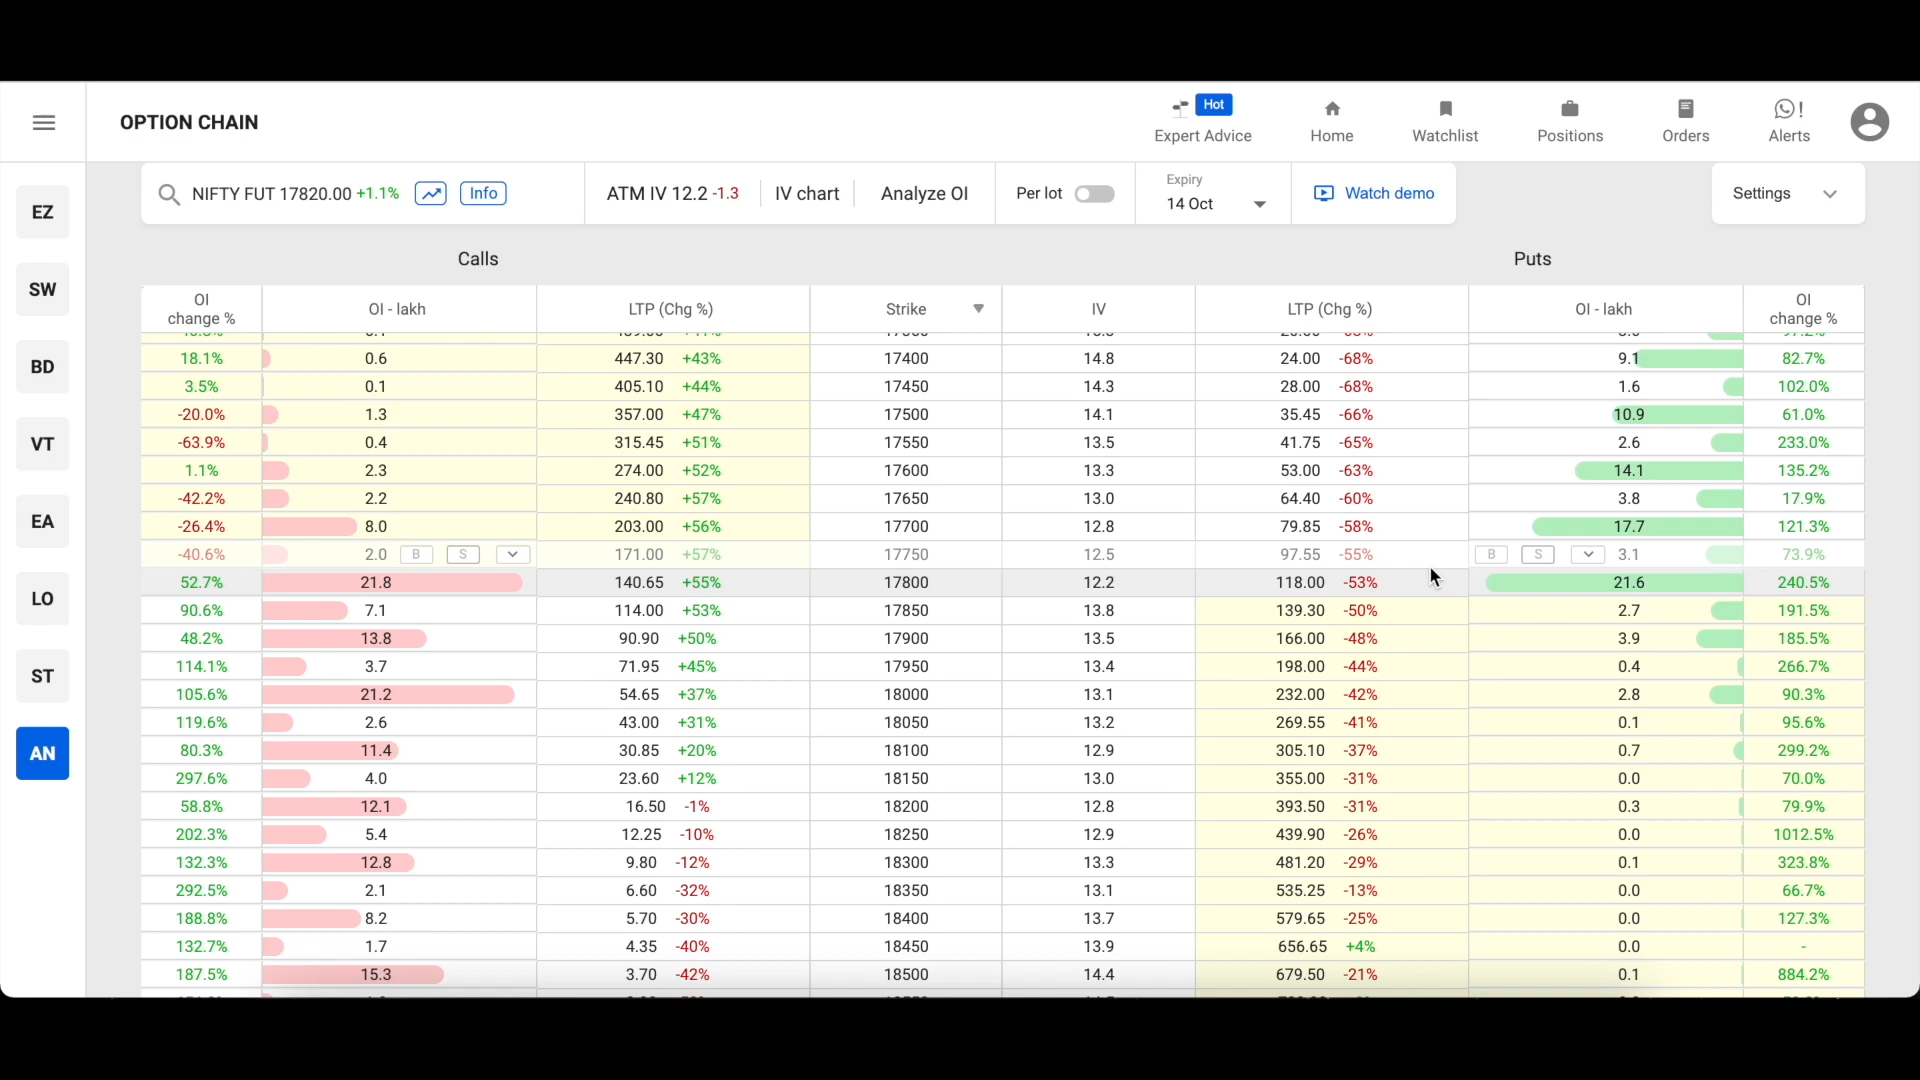 OPTION CHAIN
Hot
Expert Advice
Home
Watchlist
Positions
Orders
!
Alerts
EZ
SW
BD
VT
EA
LO
ST
AN
NIFTY FUT 17820.00 +1.1% Info
ATM IV 12.2 -1.3
IV chart
Analyze OI
Per lot
Expiry
14 Oct
Watch demo
Settings
Calls Puts
OI change % OI - lakh LTP (Chg %) Strike IV LTP (Chg %) OI - lakh OI change %
18.1% 0.6 447.30 +43% 17400 14.8 24.00 -68% 9.1 82.7%
3.5% 0.1 405.10 +44% 17450 14.3 28.00 -68% 1.6 102.0%
-20.0% 1.3 357.00 +47% 17500 14.1 35.45 -66% 10.9 61.0%
-63.9% 0.4 315.45 +51% 17550 13.5 41.75 -65% 2.6 233.0%
1.1% 2.3 274.00 +52% 17600 13.3 53.00 -63% 14.1 135.2%
-42.2% 2.2 240.80 +57% 17650 13.0 64.40 -60% 3.8 17.9%
-26.4% 8.0 203.00 +56% 17700 12.8 79.85 -58% 17.7 121.3%
-40.6% 2.0 B S 171.00 +57% 17750 12.5 97.55 -55% B S 3.1 73.9%
52.7% 21.8 140.65 +55% 17800 12.2 118.00 -53% 21.6 240.5%
90.6% 7.1 114.00 +53% 17850 13.8 139.30 -50% 2.7 191.5%
48.2% 13.8 90.90 +50% 17900 13.5 166.00 -48% 3.9 185.5%
114.1% 3.7 71.95 +45% 17950 13.4 198.00 -44% 0.4 266.7%
105.6% 21.2 54.65 +37% 18000 13.1 232.00 -42% 2.8 90.3%
119.6% 2.6 43.00 +31% 18050 13.2 269.55 -41% 0.1 95.6%
80.3% 11.4 30.85 +20% 18100 12.9 305.10 -37% 0.7 299.2%
297.6% 4.0 23.60 +12% 18150 13.0 355.00 -31% 0.0 70.0%
58.8% 12.1 16.50 -1% 18200 12.8 393.50 -31% 0.3 79.9%
202.3% 5.4 12.25 -10% 18250 12.9 439.90 -26% 0.0 1012.5%
132.3% 12.8 9.80 -12% 18300 13.3 481.20 -29% 0.1 323.8%
292.5% 2.1 6.60 -32% 18350 13.1 535.25 -13% 0.0 66.7%
188.8% 8.2 5.70 -30% 18400 13.7 579.65 -25% 0.0 127.3%
132.7% 1.7 4.35 -40% 18450 13.9 656.65 +4% 0.0 -
187.5% 15.3 3.70 -42% 18500 14.4 679.50 -21% 0.1 884.2%